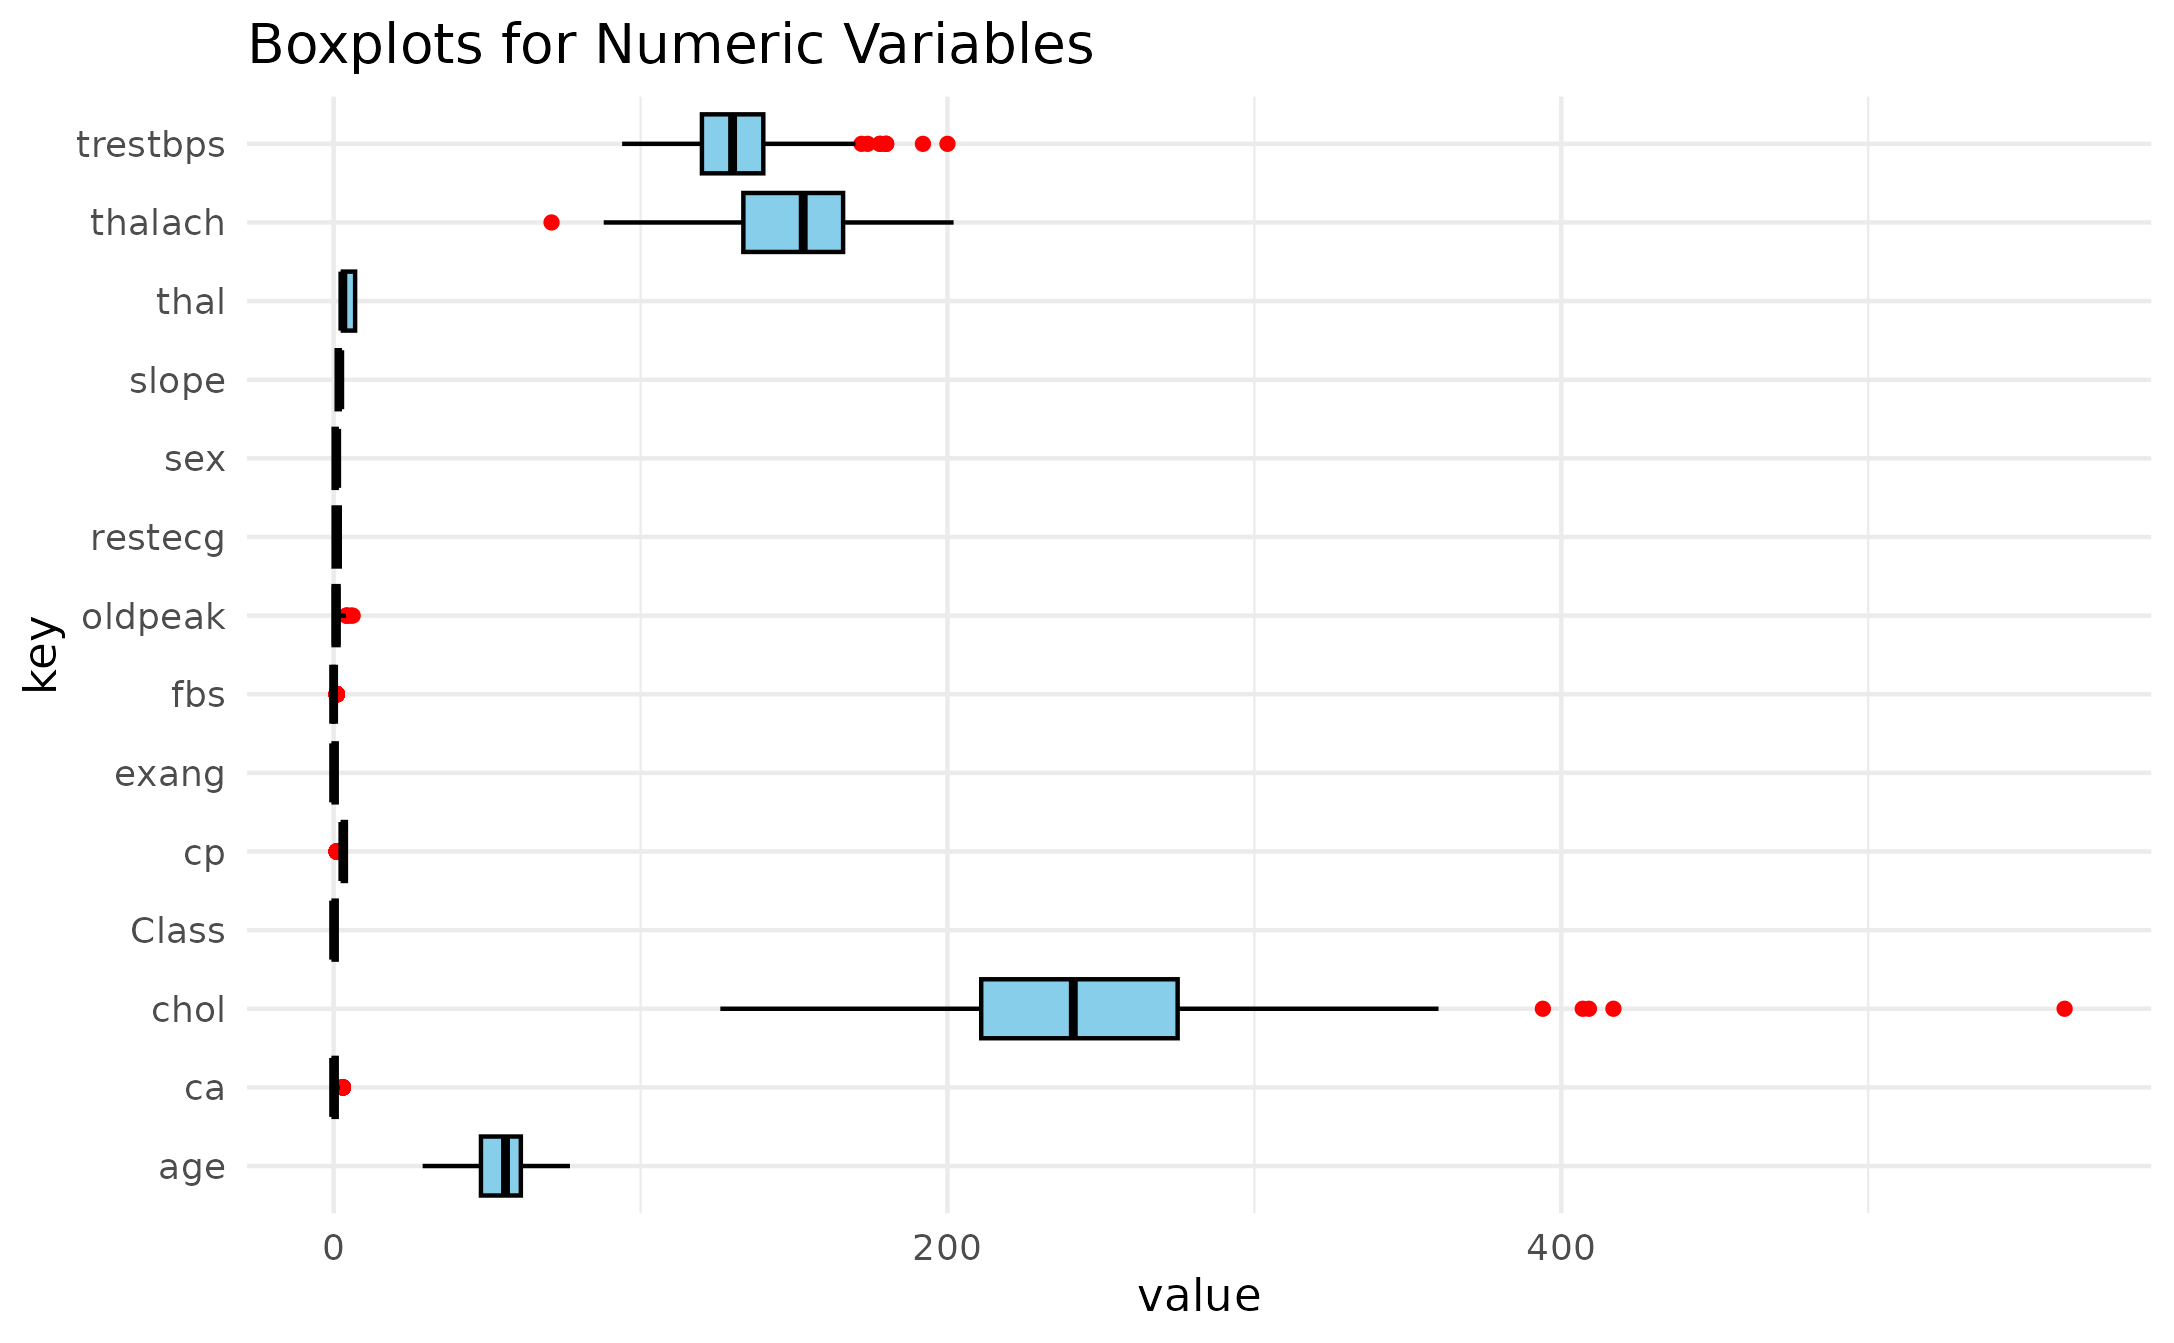 Boxplots for Numeric Variables
trestbps
thalach
thal
slope
sex
restecg
oldpeak
fbs
exang
cp
Class
chol
ca
age
key
0 200 400
value